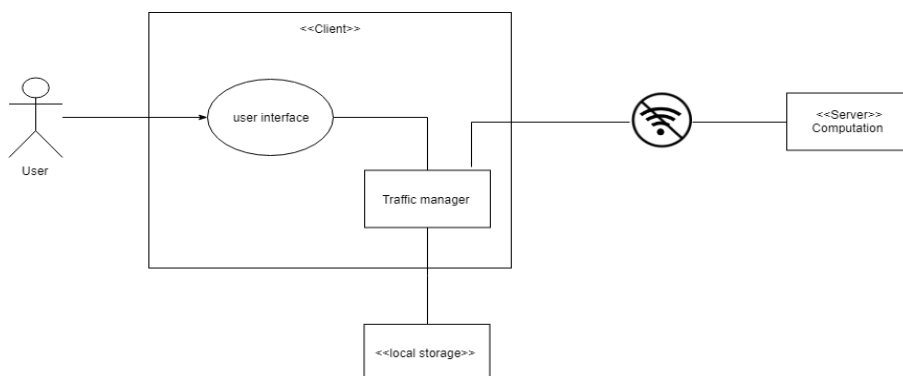 <<Client>>
user interface
<<Server>>
Computation
User
Traffic manager
<<local storage>>